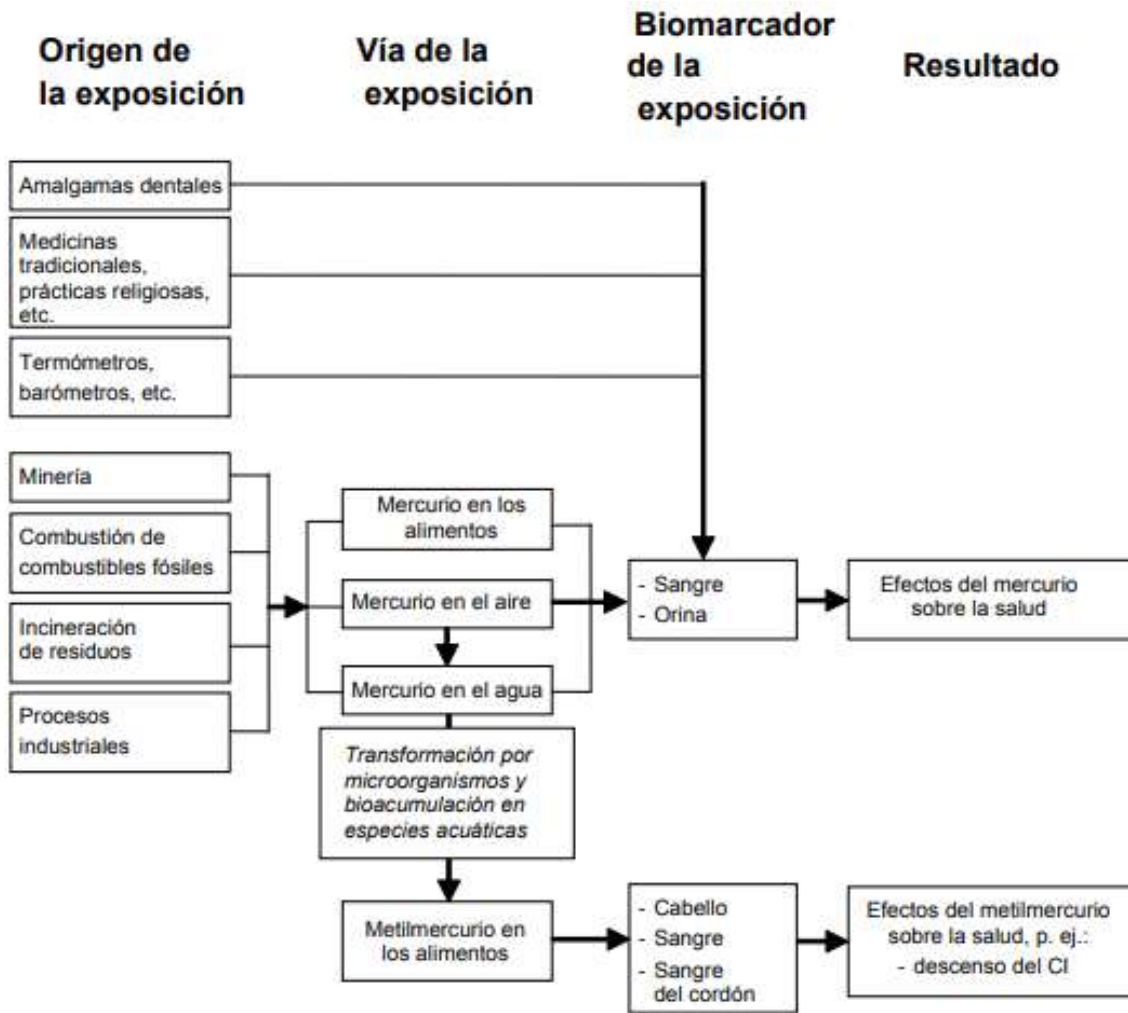 Origen de
la exposición
Vía de la
exposición
Biomarcador
de la
exposición
Resultado
Amalgamas dentales
Medicinas
tradicionales,
prácticas religiosas,
etc.
Termómetros,
barómetros, etc.
Minería
Combustión de
combustibles fósiles
Incineración
de residuos
Procesos
industriales
Mercurio en los
alimentos
Mercurio en el aire
Mercurio en el agua
Transformación por
microorganismos y
bioacumulación en
especies acuáticas
Metilmercurio en
los alimentos
- Sangre
- Orina
- Cabello
- Sangre
- Sangre
del cordón
Efectos del mercurio
sobre la salud
Efectos del metilmercurio
sobre la salud, p. ej.:
- descenso del CI